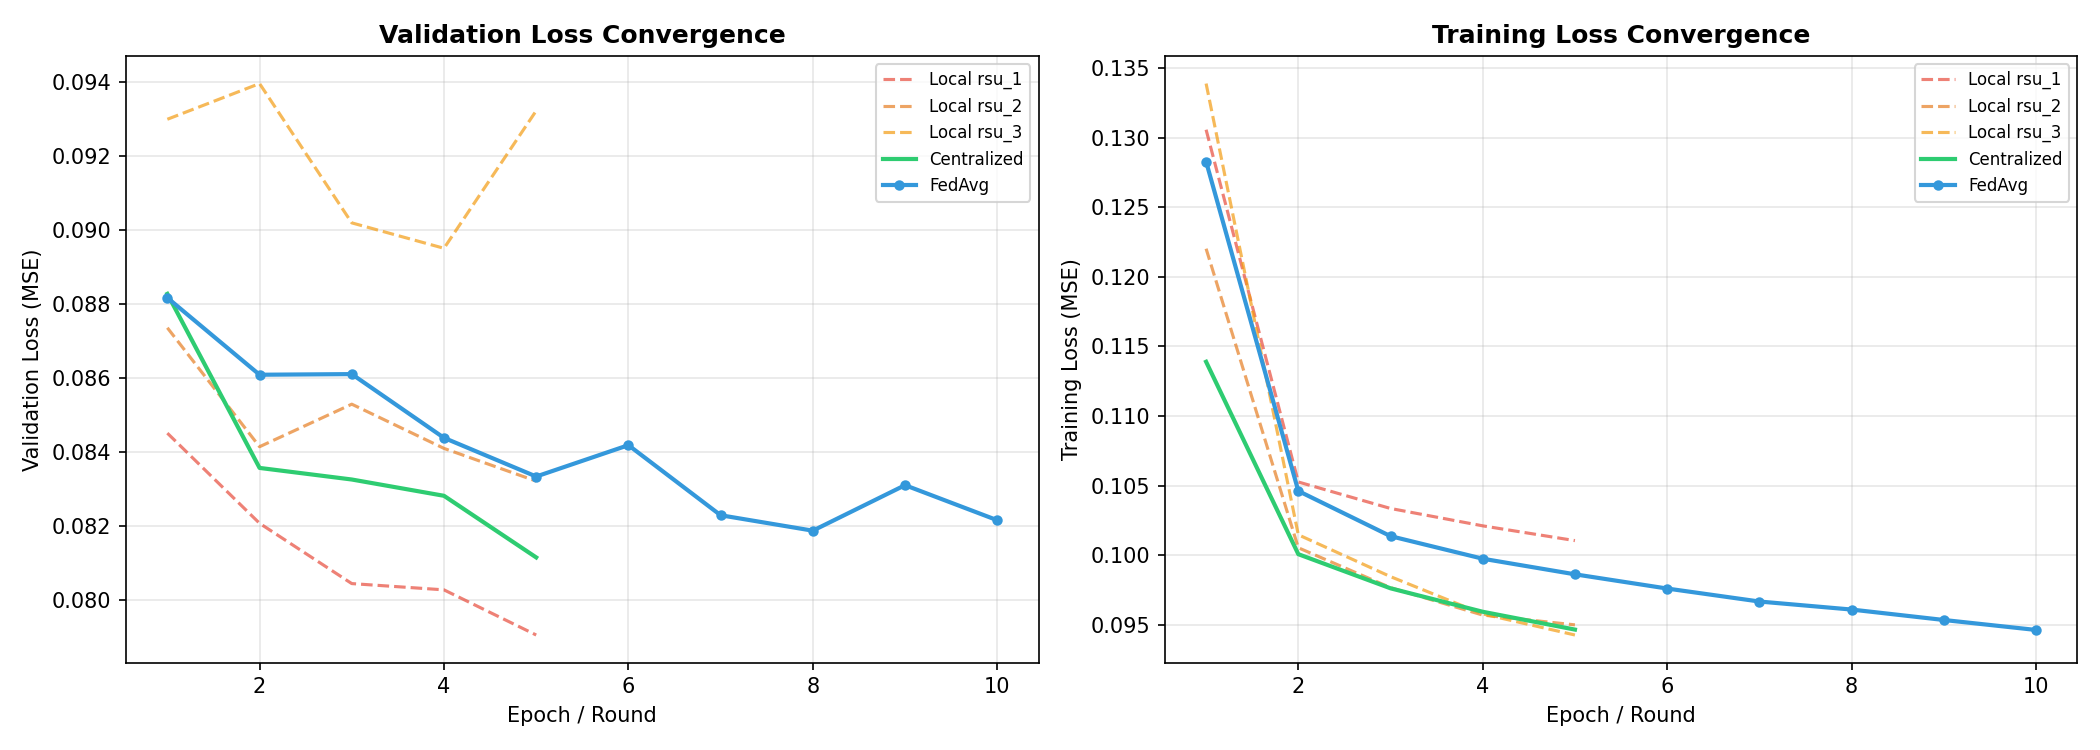 Validation Loss Convergence
Validation Loss (MSE)
0.094
0.092
0.090
0.088
0.086
0.084
0.082
0.080
2
4
6
8
10
Epoch / Round
Local rsu_1
Local rsu_2
Local rsu_3
Centralized
FedAvg
Training Loss Convergence
Training Loss (MSE)
0.135
0.130
0.125
0.120
0.115
0.110
0.105
0.100
0.095
2
4
6
8
10
Epoch / Round
Local rsu_1
Local rsu_2
Local rsu_3
Centralized
FedAvg